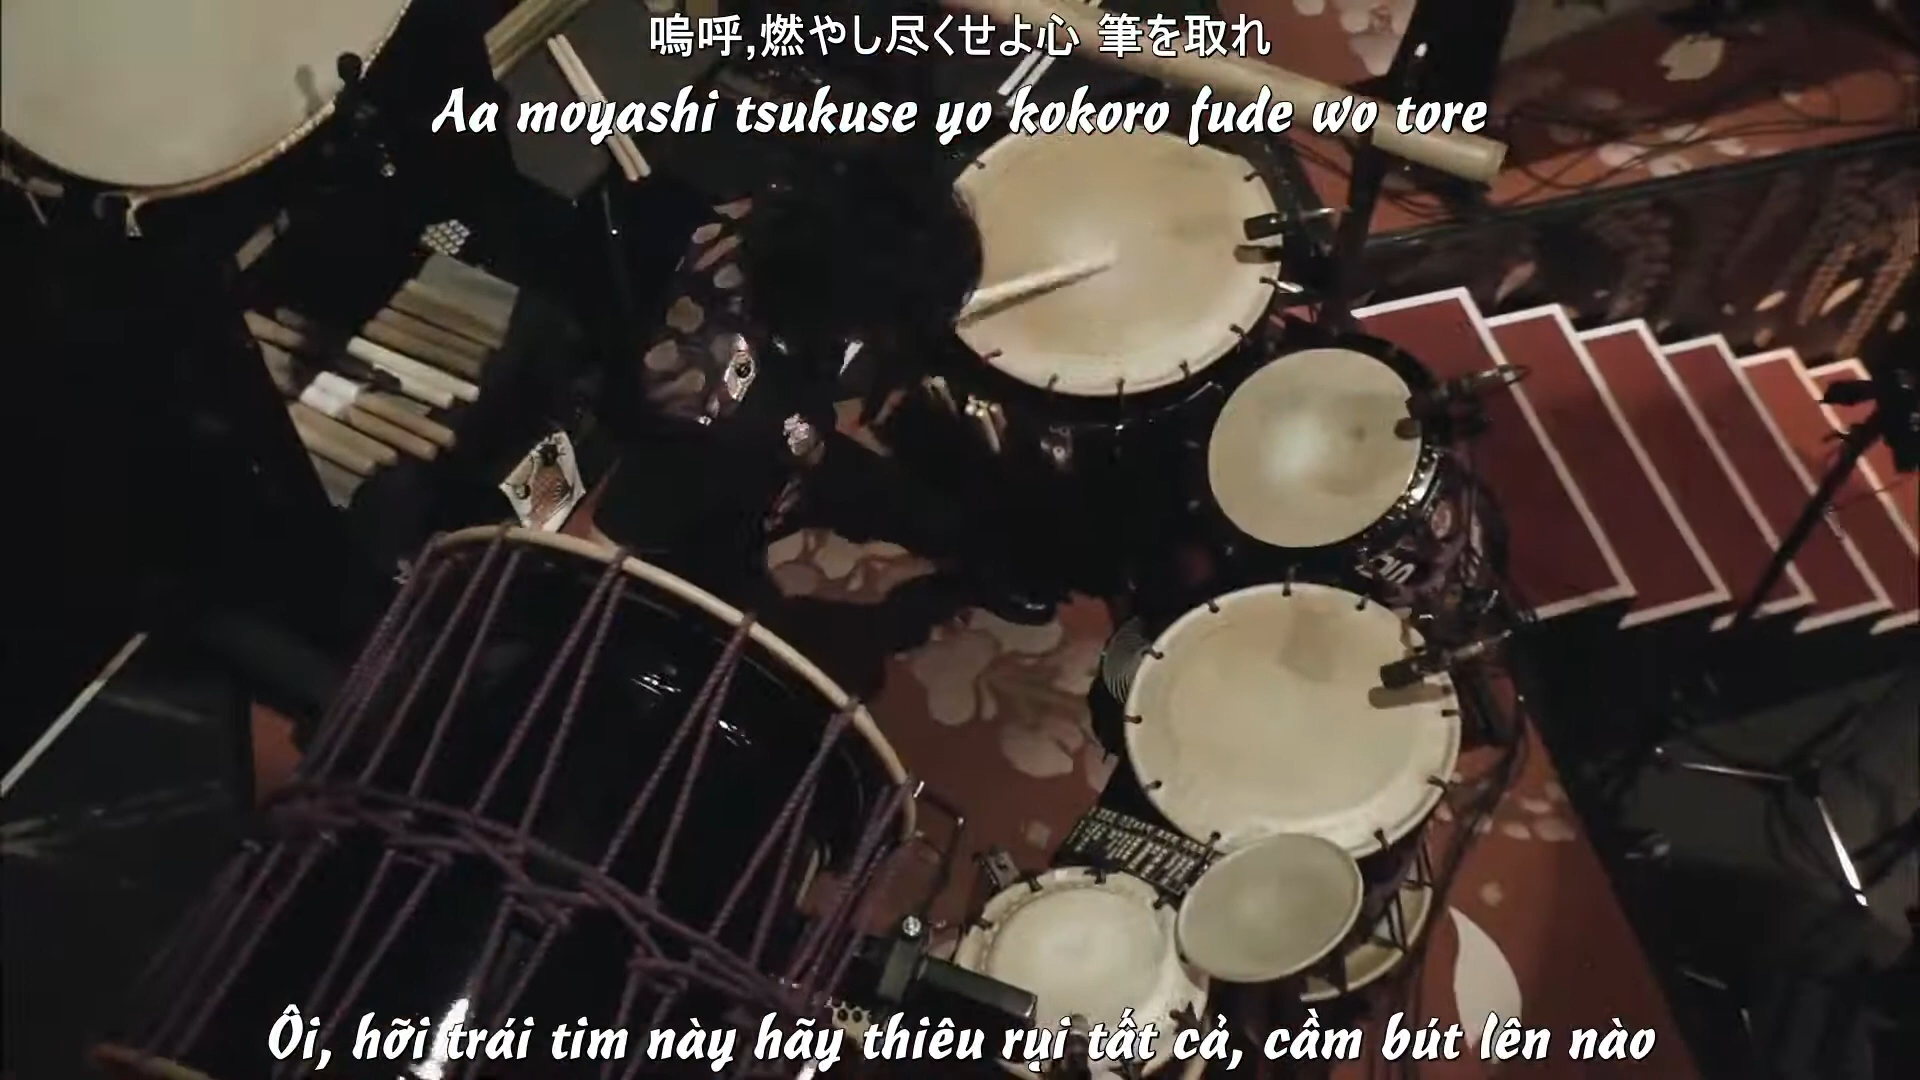 嗚呼,燃やし尽くせよ心 筆を取れ
Aa moyashi tsukuse yo kokoro fude wo tore
Ôi, hỡi trái tim này hãy thiêu rụi tất cả, cầm bút lên nào